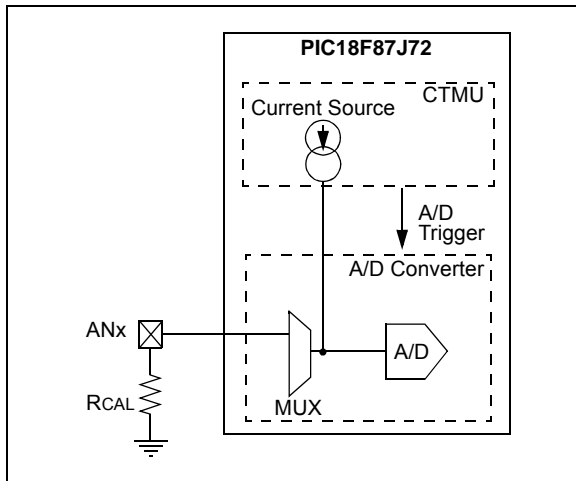 PIC18F87J72
CTMU
Current Source
A/D
Trigger
A/D Converter
ANx
A/D
RCAL
MUX